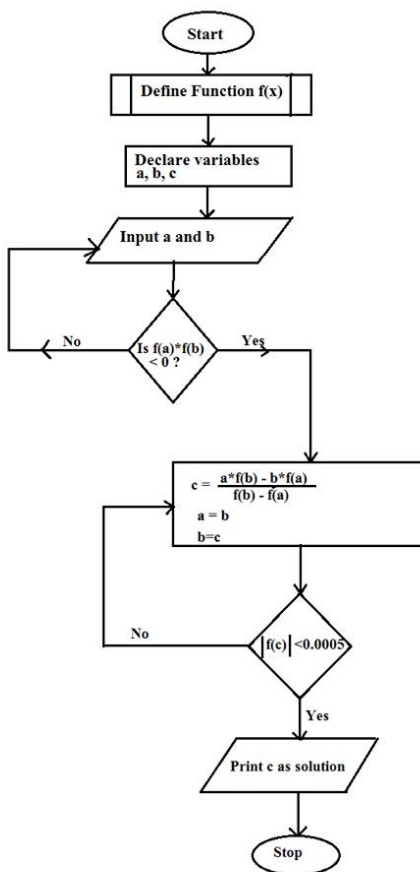 Start
Define Function f(x)
Declare variables
a, b, c
Input a and b
No
Is f(a)*f(b)
< 0 ?
Yes
c = a*f(b) - b*f(a)
f(b) - f(a)
a = b
b=c
No
|f(c)| <0.0005
Yes
Print c as solution
Stop